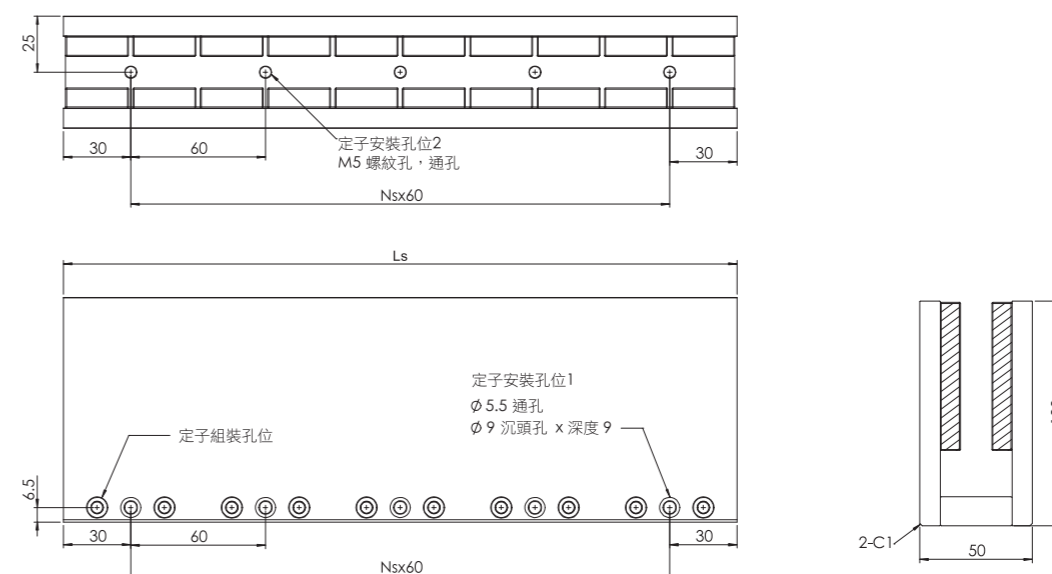 25
30
60
定子安裝孔位2
M5 螺紋孔，通孔
30
Nsx60
Ls
定子安裝孔位1
Ø 5.5 通孔
Ø 9 沉頭孔 x 深度 9
定子組裝孔位
6.5
30
60
30
Nsx60
2-C1
50